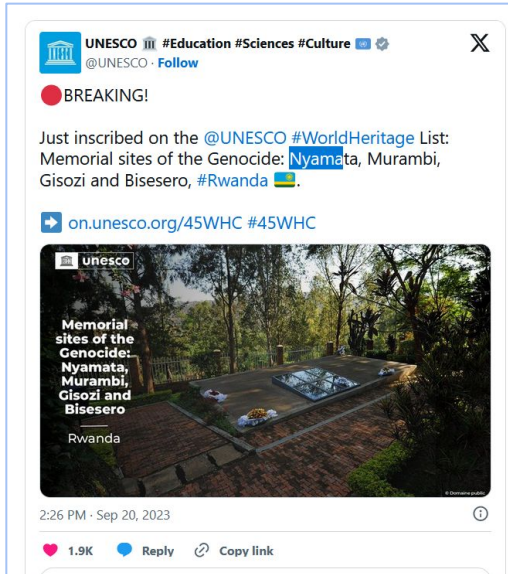 UNESCO 🏛️ #Education #Sciences #Culture 🇺🇳
@UNESCO · Follow
X
🔴BREAKING!
Just inscribed on the @UNESCO #WorldHeritage List:
Memorial sites of the Genocide: Nyamata, Murambi,
Gisozi and Bisesero, #Rwanda 🇷🇼.
➡️ on.unesco.org/45WHC #45WHC
unesco
Memorial
sites of the
Genocide:
Nyamata,
Murambi,
Gisozi and
Bisesero
Rwanda
© Domaine public
2:26 PM · Sep 20, 2023
1.9K Reply Copy link